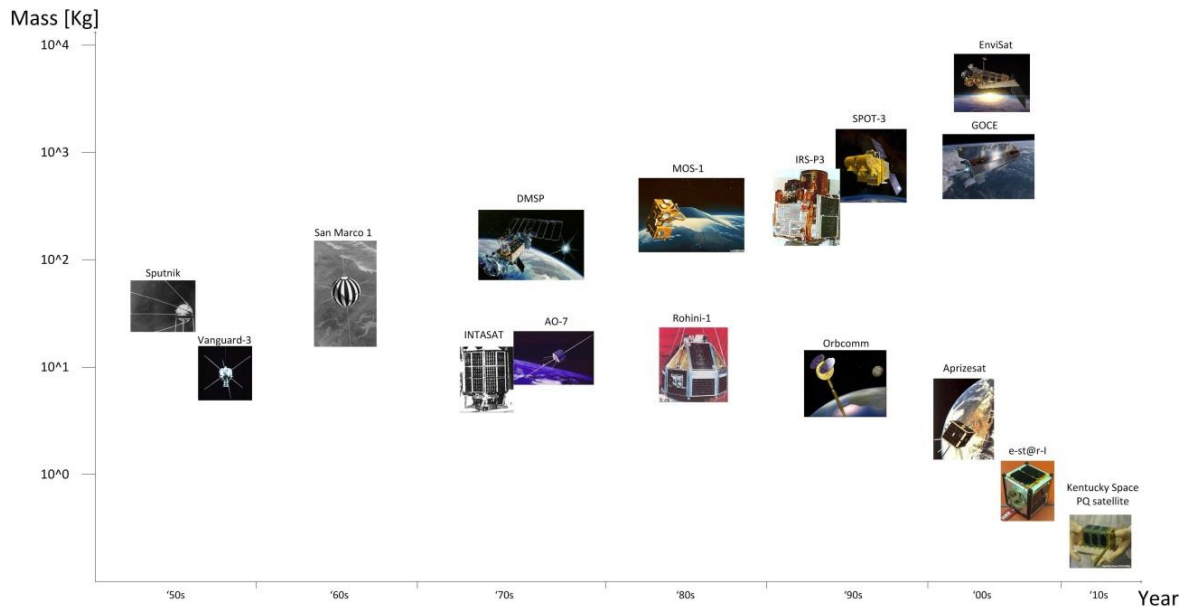 Mass [Kg]
10^4
10^3
10^2
10^1
10^0
Sputnik
Vanguard-3
San Marco 1
DMSP
INTASAT
AO-7
MOS-1
Rohini-1
IRS-P3
SPOT-3
Orbcomm
EnviSat
GOCE
Aprizesat
e-st@r-I
Kentucky Space
PQ satellite
‘50s
‘60s
‘70s
‘80s
‘90s
‘00s
‘10s
Year